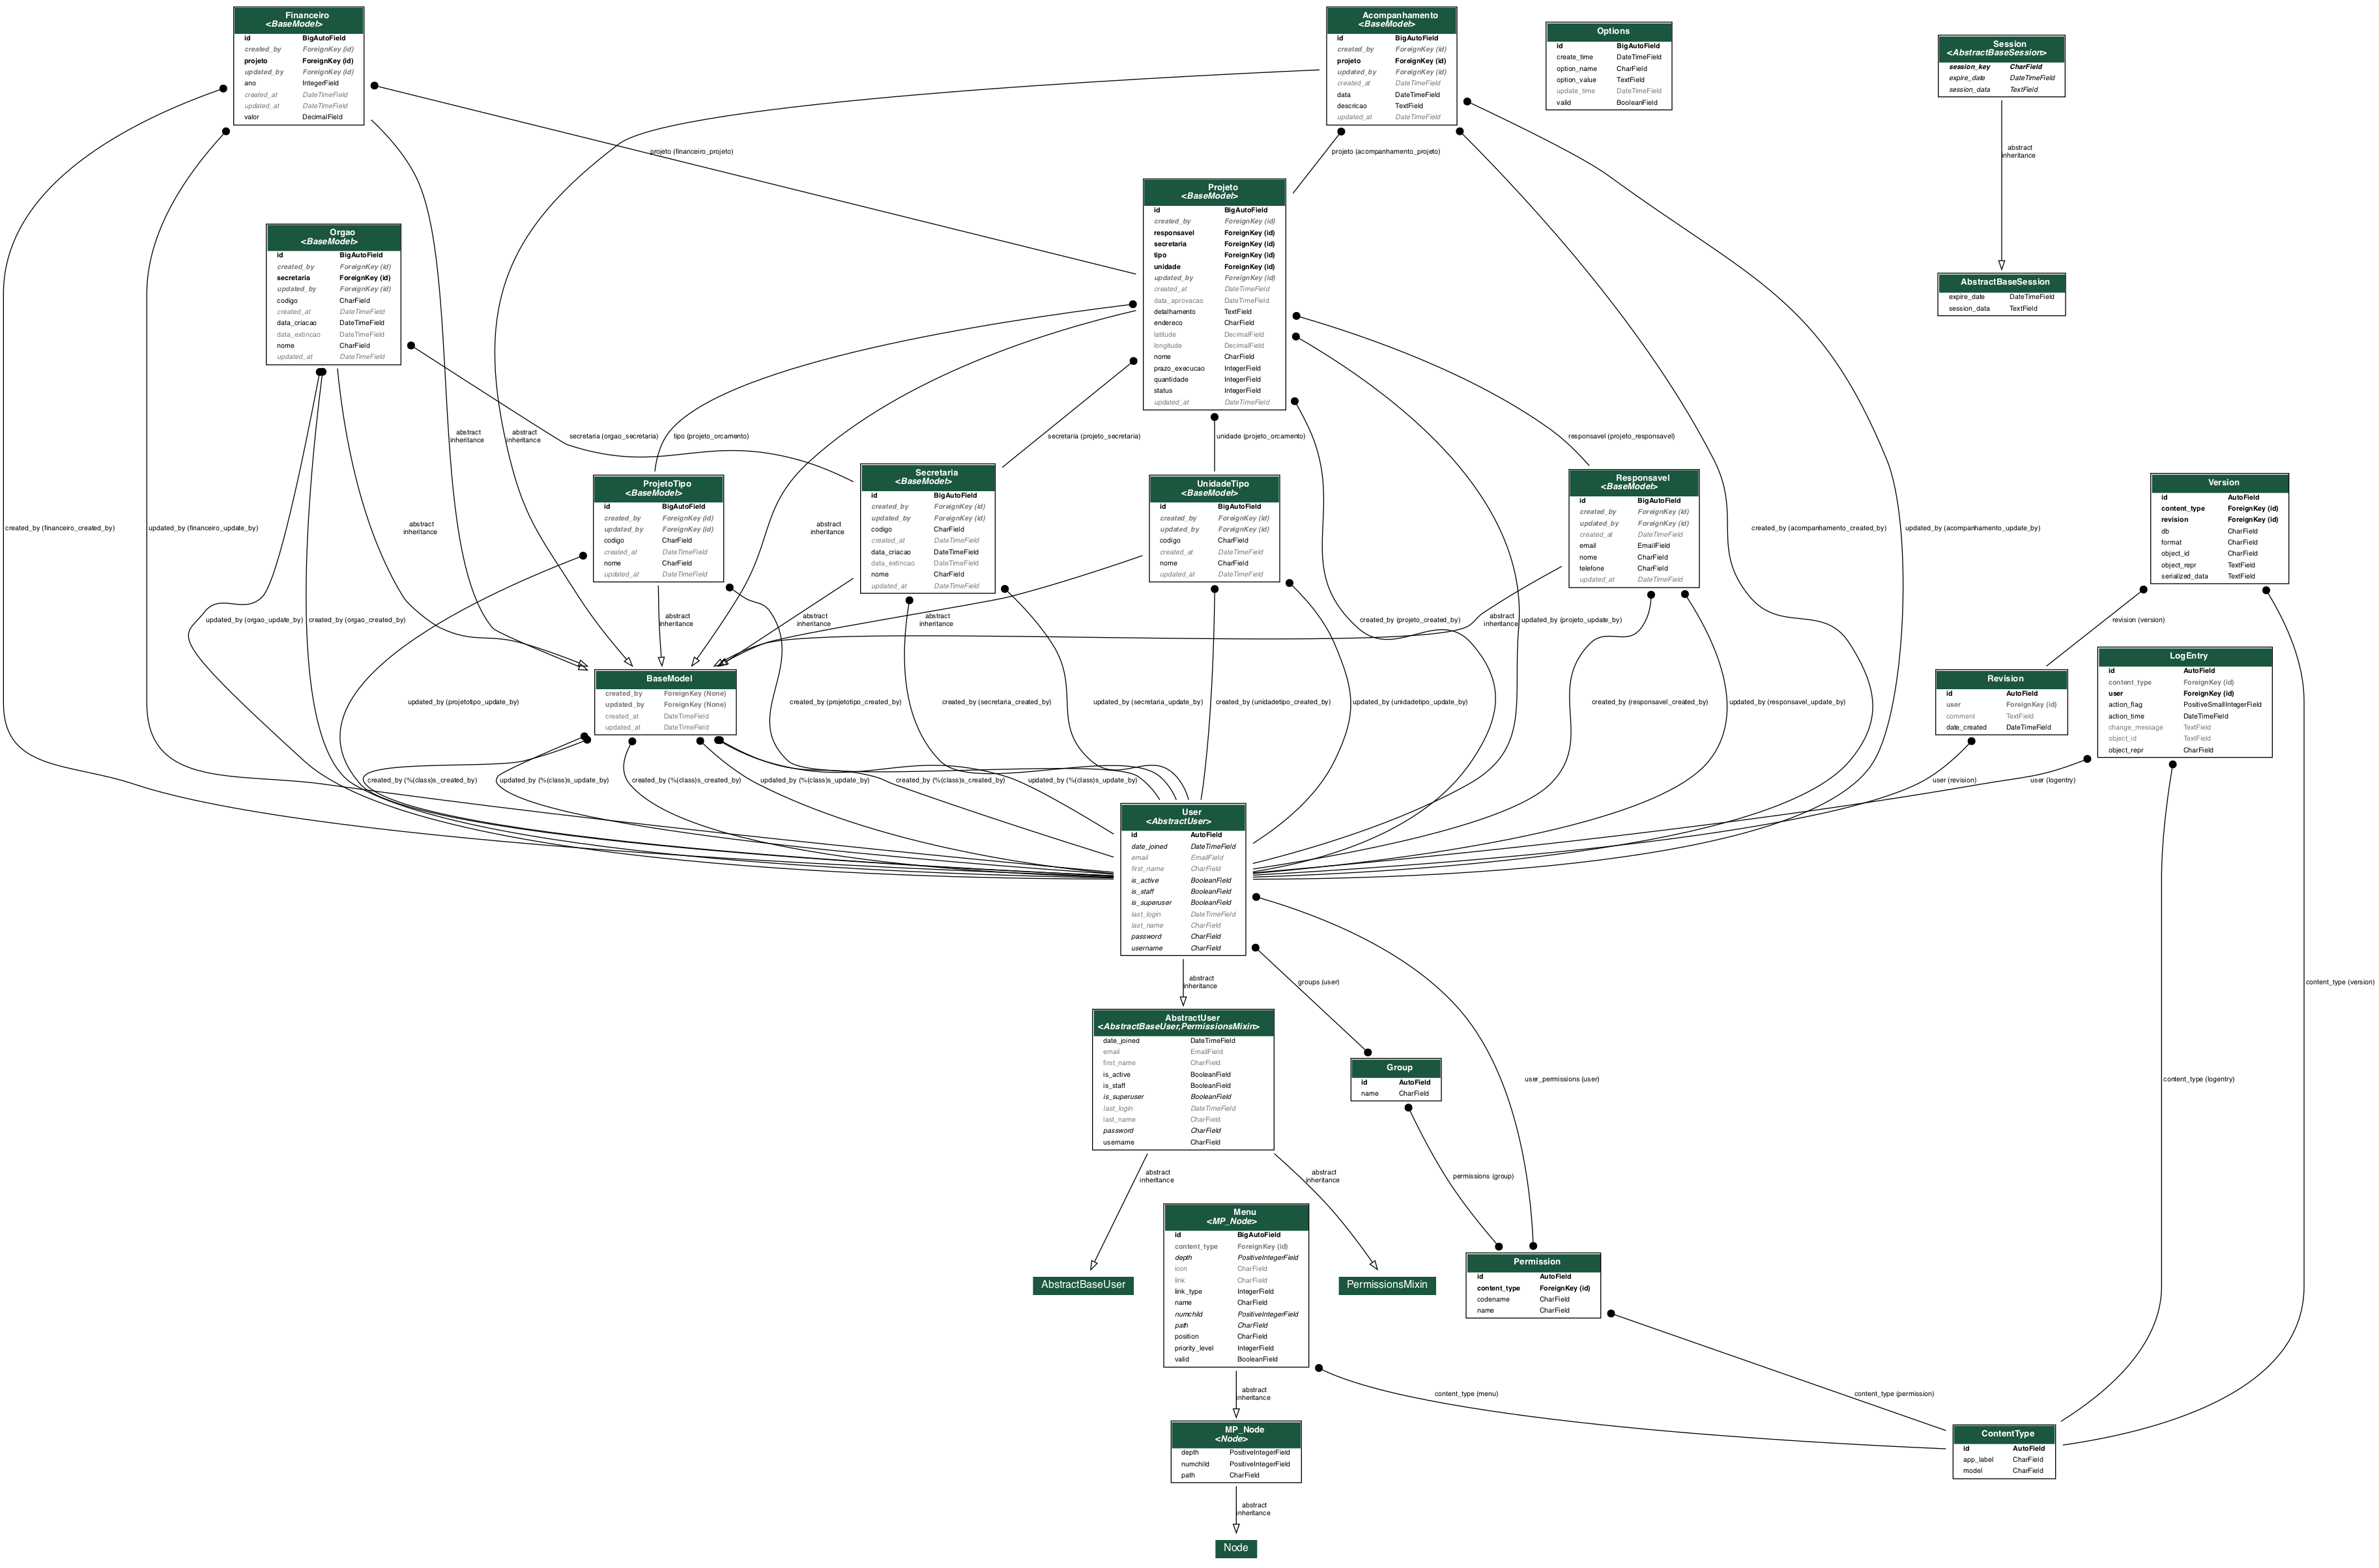 Financeiro
<BaseModel>
id BigAutoField
created_by ForeignKey (id)
projeto ForeignKey (id)
updated_by ForeignKey (id)
ano IntegerField
created_at DateTimeField
updated_at DateTimeField
valor DecimalField
Acompanhamento
<BaseModel>
id BigAutoField
created_by ForeignKey (id)
projeto ForeignKey (id)
updated_by ForeignKey (id)
created_at DateTimeField
data DateTimeField
descricao TextField
updated_at DateTimeField
Options
id BigAutoField
create_time DateTimeField
option_name CharField
option_value TextField
update_time DateTimeField
valid BooleanField
Session
<AbstractBaseSession>
session_key CharField
expire_date DateTimeField
session_data TextField
projeto (financeiro_projeto)
projeto (acompanhamento_projeto)
abstract
inheritance
Projeto
<BaseModel>
id BigAutoField
created_by ForeignKey (id)
responsavel ForeignKey (id)
secretaria ForeignKey (id)
tipo ForeignKey (id)
unidade ForeignKey (id)
updated_by ForeignKey (id)
created_at DateTimeField
data_aprovacao DateTimeField
detalhamento TextField
endereco CharField
latitude DecimalField
longitude DecimalField
nome CharField
prazo_execucao IntegerField
quantidade IntegerField
status IntegerField
updated_at DateTimeField
Orgao
<BaseModel>
id BigAutoField
created_by ForeignKey (id)
secretaria ForeignKey (id)
updated_by ForeignKey (id)
codigo CharField
created_at DateTimeField
data_criacao DateTimeField
data_extincao DateTimeField
nome CharField
updated_at DateTimeField
AbstractBaseSession
expire_date DateTimeField
session_data TextField
abstract
inheritance
abstract
inheritance
secretaria (orgao_secretaria)
tipo (projeto_orcamento)
secretaria (projeto_secretaria)
unidade (projeto_orcamento)
responsavel (projeto_responsavel)
ProjetoTipo
<BaseModel>
id BigAutoField
created_by ForeignKey (id)
updated_by ForeignKey (id)
codigo CharField
created_at DateTimeField
nome CharField
updated_at DateTimeField
Secretaria
<BaseModel>
id BigAutoField
created_by ForeignKey (id)
updated_by ForeignKey (id)
codigo CharField
created_at DateTimeField
data_criacao DateTimeField
data_extincao DateTimeField
nome CharField
updated_at DateTimeField
UnidadeTipo
<BaseModel>
id BigAutoField
created_by ForeignKey (id)
updated_by ForeignKey (id)
codigo CharField
created_at DateTimeField
nome CharField
updated_at DateTimeField
Responsavel
<BaseModel>
id BigAutoField
created_by ForeignKey (id)
updated_by ForeignKey (id)
created_at DateTimeField
email EmailField
nome CharField
telefone CharField
updated_at DateTimeField
Version
id AutoField
content_type ForeignKey (id)
revision ForeignKey (id)
db CharField
format CharField
object_id CharField
object_repr TextField
serialized_data TextField
created_by (financeiro_created_by)
updated_by (financeiro_update_by)
abstract
inheritance
abstract
inheritance
created_by (acompanhamento_created_by)
updated_by (acompanhamento_update_by)
updated_by (orgao_update_by)
created_by (orgao_created_by)
abstract
inheritance
abstract
inheritance
abstract
inheritance
created_by (projeto_created_by)
abstract
inheritance
updated_by (projeto_update_by)
revision (version)
BaseModel
created_by ForeignKey (None)
updated_by ForeignKey (None)
created_at DateTimeField
updated_at DateTimeField
Revision
id AutoField
user ForeignKey (id)
comment TextField
date_created DateTimeField
LogEntry
id AutoField
content_type ForeignKey (id)
user ForeignKey (id)
action_flag PositiveSmallIntegerField
action_time DateTimeField
change_message TextField
object_id TextField
object_repr CharField
updated_by (projetotipo_update_by)
created_by (projetotipo_created_by)
created_by (secretaria_created_by)
updated_by (secretaria_update_by)
created_by (unidadetipo_created_by)
updated_by (unidadetipo_update_by)
created_by (responsavel_created_by)
updated_by (responsavel_update_by)
created_by (%(class)s_created_by)
updated_by (%(class)s_update_by)
created_by (%(class)s_created_by)
updated_by (%(class)s_update_by)
created_by (%(class)s_created_by)
updated_by (%(class)s_update_by)
user (revision)
user (logentry)
User
<AbstractUser>
id AutoField
date_joined DateTimeField
email EmailField
first_name CharField
is_active BooleanField
is_staff BooleanField
is_superuser BooleanField
last_login DateTimeField
last_name CharField
password CharField
username CharField
abstract
inheritance
groups (user)
content_type (version)
AbstractUser
<AbstractBaseUser,PermissionsMixin>
date_joined DateTimeField
email EmailField
first_name CharField
is_active BooleanField
is_staff BooleanField
is_superuser BooleanField
last_login DateTimeField
last_name CharField
password CharField
username CharField
Group
id AutoField
name CharField
user_permissions (user)
content_type (logentry)
abstract
inheritance
abstract
inheritance
permissions (group)
AbstractBaseUser
Menu
<MP_Node>
id BigAutoField
content_type ForeignKey (id)
depth PositiveIntegerField
icon CharField
link CharField
link_type IntegerField
name CharField
numchild PositiveIntegerField
path CharField
position CharField
priority_level IntegerField
valid BooleanField
PermissionsMixin
Permission
id AutoField
content_type ForeignKey (id)
codename CharField
name CharField
abstract
inheritance
content_type (menu)
content_type (permission)
MP_Node
<Node>
depth PositiveIntegerField
numchild PositiveIntegerField
path CharField
ContentType
id AutoField
app_label CharField
model CharField
abstract
inheritance
Node